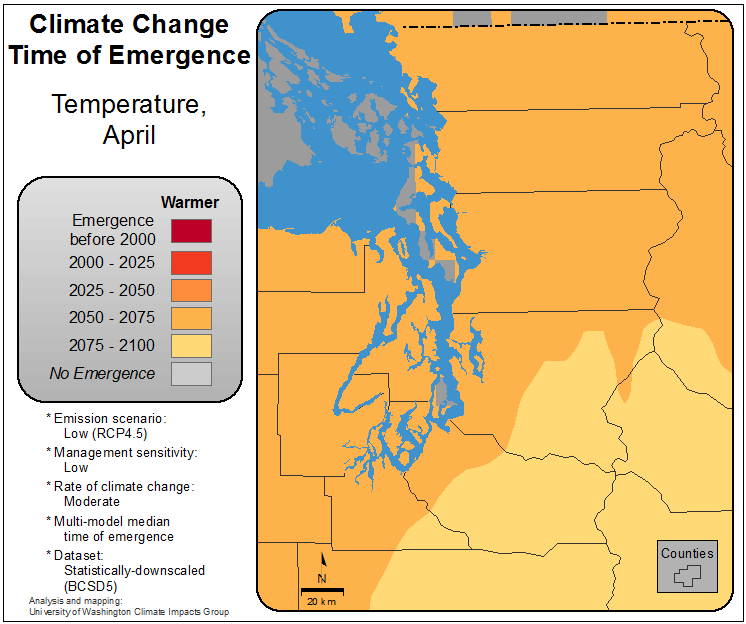 Climate Change
Time of Emergence
Temperature,
April
Warmer
Emergence
before 2000
2000 - 2025
2025 - 2050
2050 - 2075
2075 - 2100
No Emergence
* Emission scenario:
Low (RCP4.5)
* Management sensitivity:
Low
* Rate of climate change:
Moderate
* Multi-model median
time of emergence
* Dataset:
Statistically-downscaled
(BCSD5)
Analysis and mapping:
University of Washington Climate Impacts Group
N
20 km
Counties